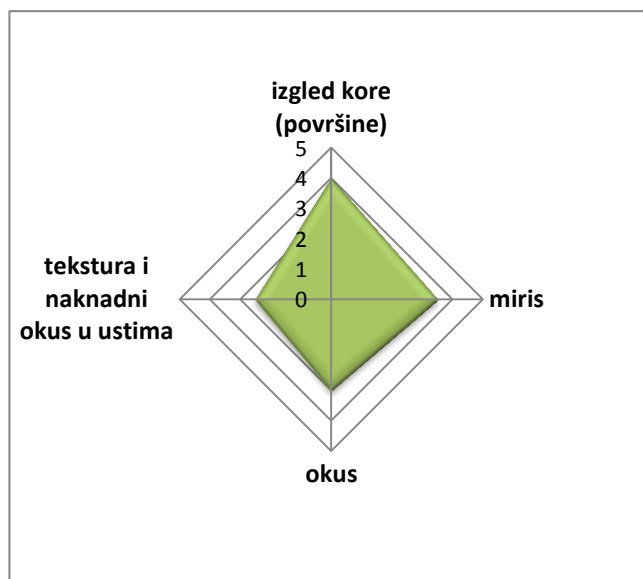 izgled kore
(površine)
5
4
3
2
1
0
tekstura i
naknadni
okus u ustima
miris
okus